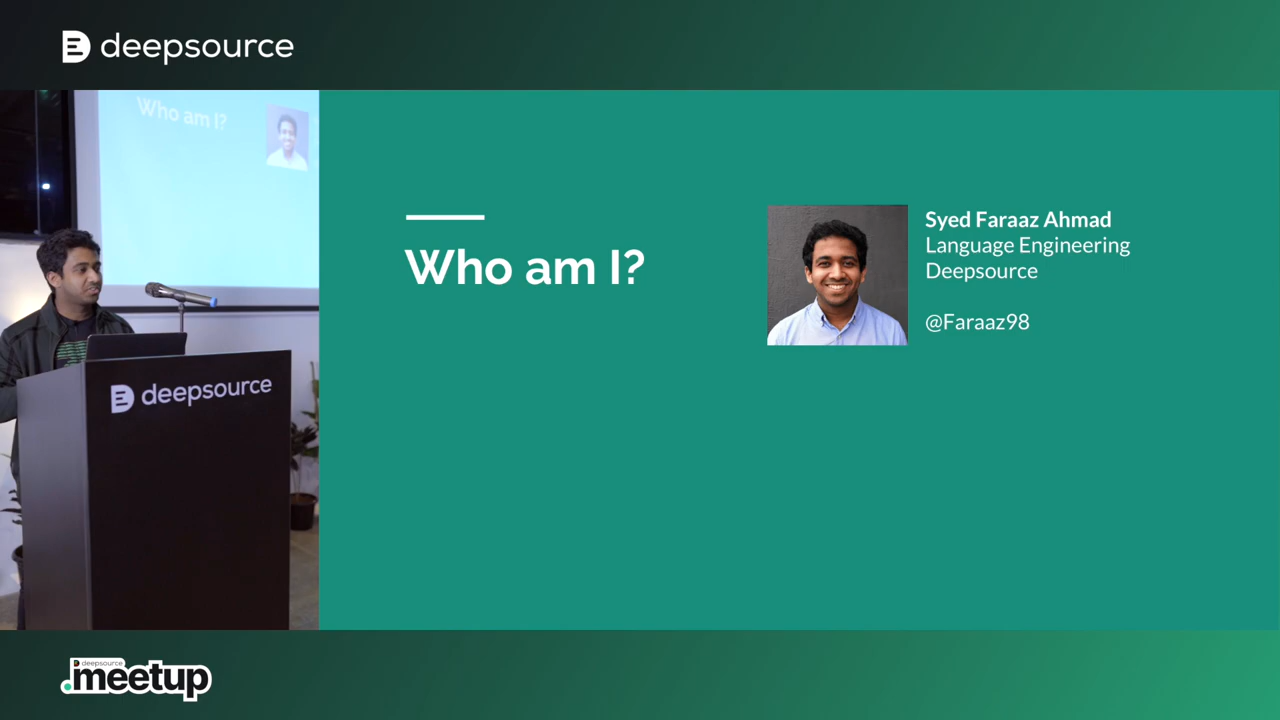 deepsource
Who am I?
deepsource
Who am I?
Syed Faraaz Ahmad
Language Engineering
Deepsource
@Faraaz98
deepsource
.meetup